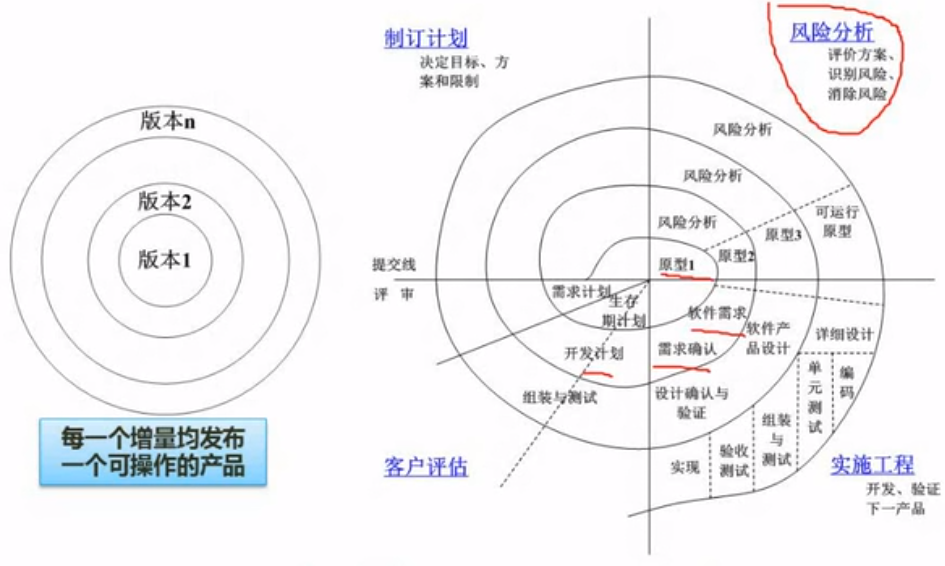 制订计划
决定目标、方
案和限制
风险分析
评价方案、
识别风险、
消除风险
版本n
版本2
版本1
每一个增量均发布
一个可操作的产品
风险分析
风险分析
风险分析
可运行
原型
原型3
原型2
原型1
提交线
评 审
需求计划
生存
期计划
软件需求
软件产
品设计
详细设计
开发计划
需求确认
组装与测试
设计确认与
验证
单
元
测
试
编
码
组装
与
测试
验收
测试
实现
客户评估
实施工程
开发、验证
下一产品